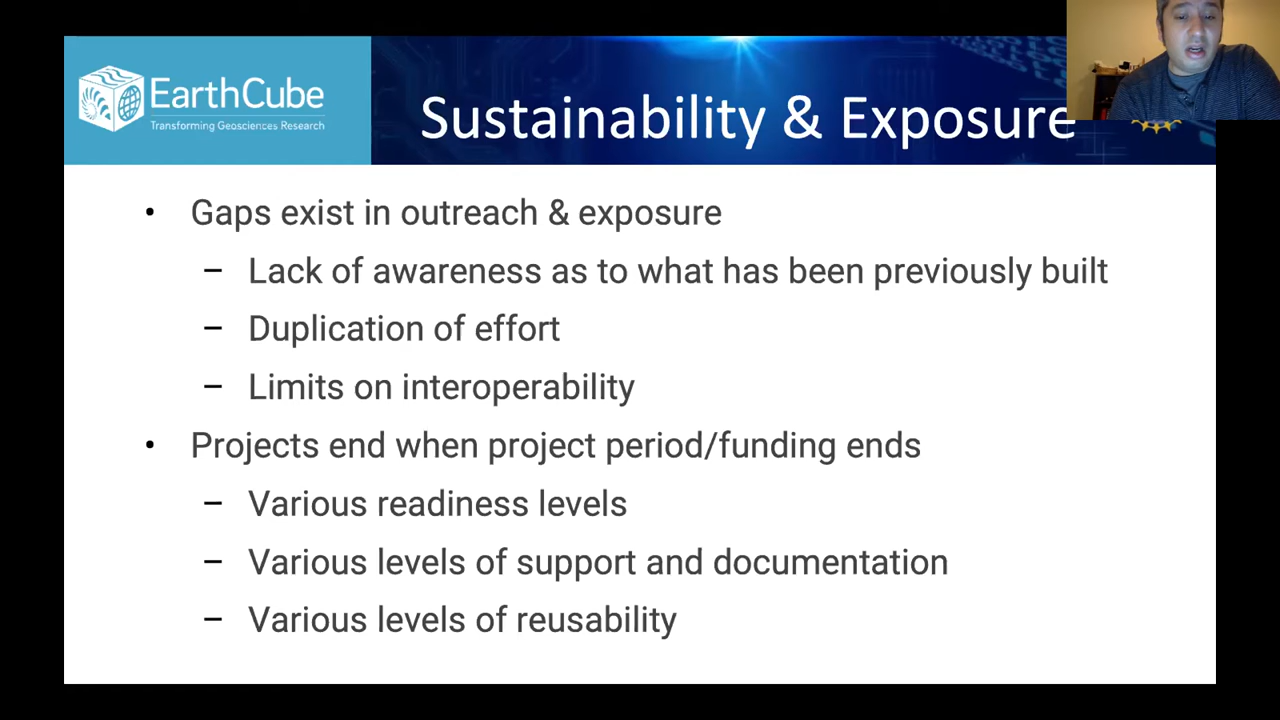 EarthCube
Transforming Geosciences Research
Sustainability & Exposure
• Gaps exist in outreach & exposure
– Lack of awareness as to what has been previously built
– Duplication of effort
– Limits on interoperability
• Projects end when project period/funding ends
– Various readiness levels
– Various levels of support and documentation
– Various levels of reusability